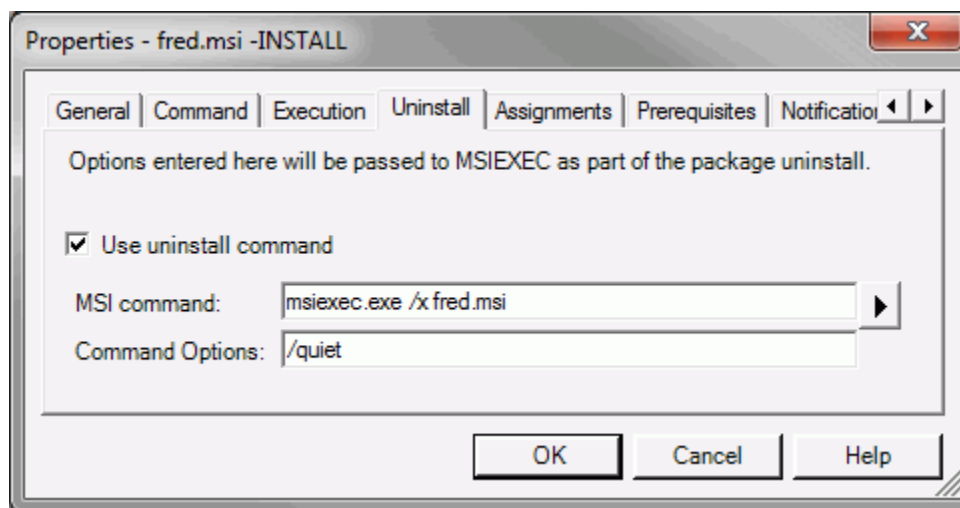 Properties - fred.msi -INSTALL
General Command Execution Uninstall Assignments Prerequisites Notification
Options entered here will be passed to MSIEXEC as part of the package uninstall.
Use uninstall command
MSI command: msiexec.exe /x fred.msi
Command Options: /quiet
OK Cancel Help